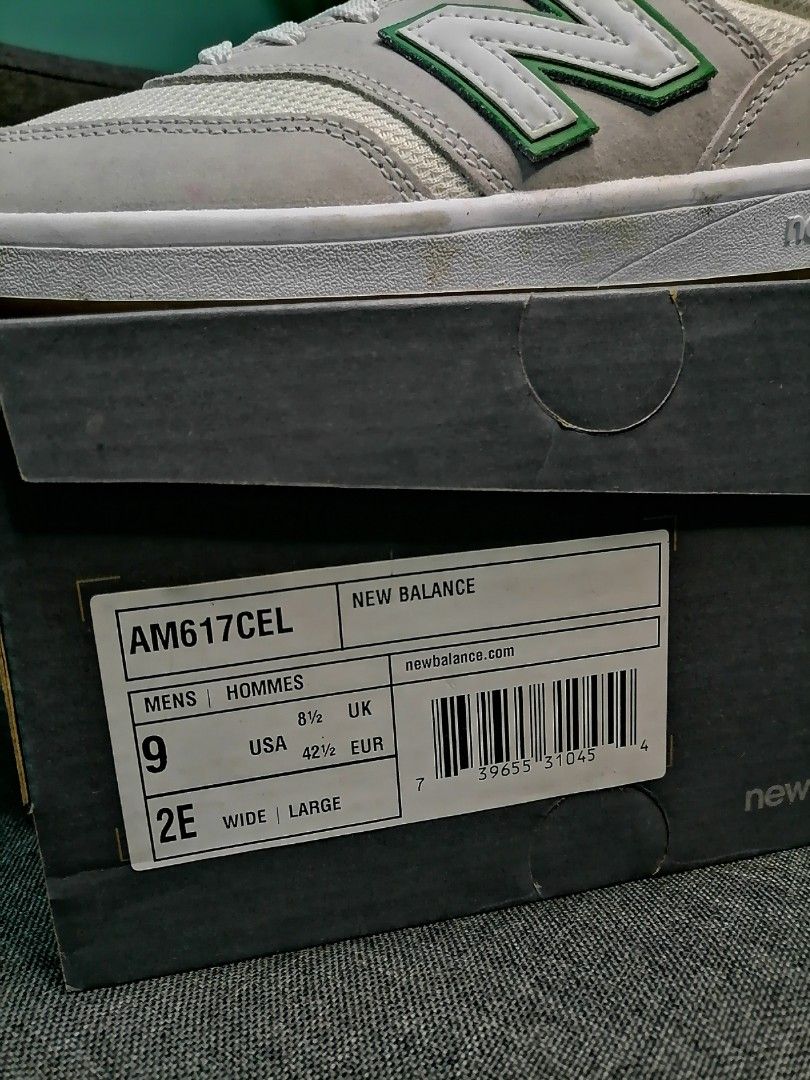 N
AM617CEL
NEW BALANCE
newbalance.com
MENS | HOMMES
9 USA 8½ UK
42½ EUR
2E WIDE | LARGE
7 39655 31045 4
new